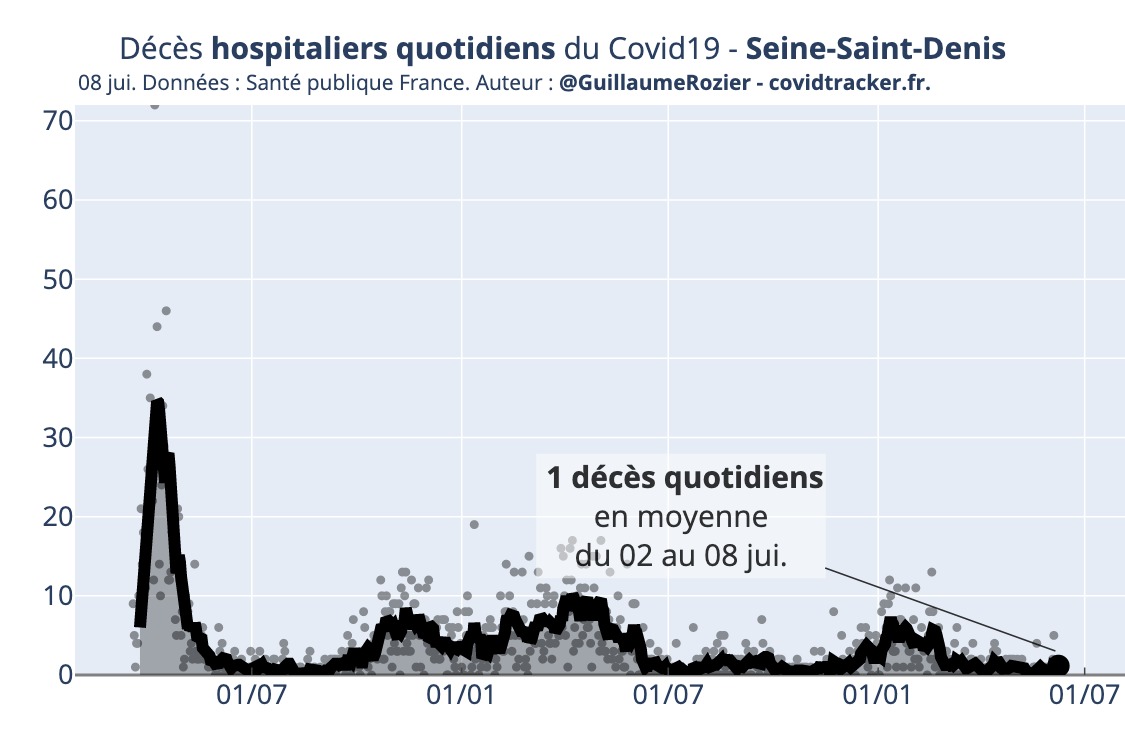 Décès hospitaliers quotidiens du Covid19 - Seine-Saint-Denis
08 jui. Données : Santé publique France. Auteur : @GuillaumeRozier - covidtracker.fr.
70
60
50
40
30
20
10
0
1 décès quotidiens
en moyenne
du 02 au 08 jui.
01/07 01/01 01/07 01/01 01/07